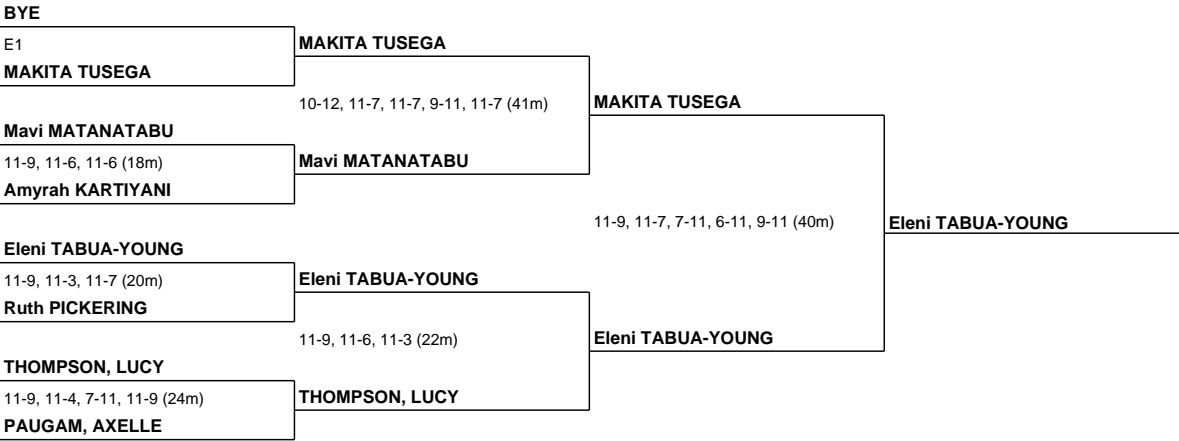 BYE
E1
MAKITA TUSEGA
MAKITA TUSEGA
10-12, 11-7, 11-7, 9-11, 11-7 (41m)
MAKITA TUSEGA
Mavi MATANATABU
11-9, 11-6, 11-6 (18m)
Mavi MATANATABU
Amyrah KARTIYANI
11-9, 11-7, 7-11, 6-11, 9-11 (40m)
Eleni TABUA-YOUNG
Eleni TABUA-YOUNG
11-9, 11-3, 11-7 (20m)
Eleni TABUA-YOUNG
Ruth PICKERING
11-9, 11-6, 11-3 (22m)
Eleni TABUA-YOUNG
THOMPSON, LUCY
11-9, 11-4, 7-11, 11-9 (24m)
THOMPSON, LUCY
PAUGAM, AXELLE